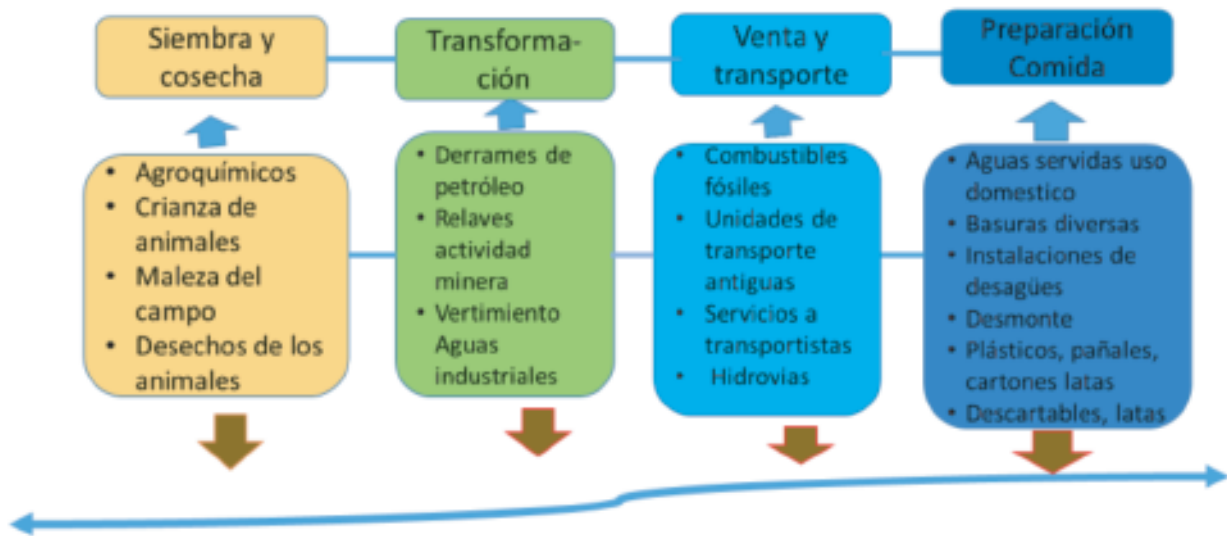 Siembra y
cosecha
Transforma-
ción
Venta y
transporte
Preparación
Comida
• Agroquímicos
• Crianza de
animales
• Maleza del
campo
• Desechos de los
animales
• Derrames de
petróleo
• Relaves
actividad
minera
• Vertimiento
Aguas
industriales
• Combustibles
fósiles
• Unidades de
transporte
antiguas
• Servicios a
transportistas
• Hidrovias
• Aguas servidas uso
domestico
• Basuras diversas
• Instalaciones de
desagües
• Desmonte
• Plásticos, pañales,
cartones latas
• Descartables, latas